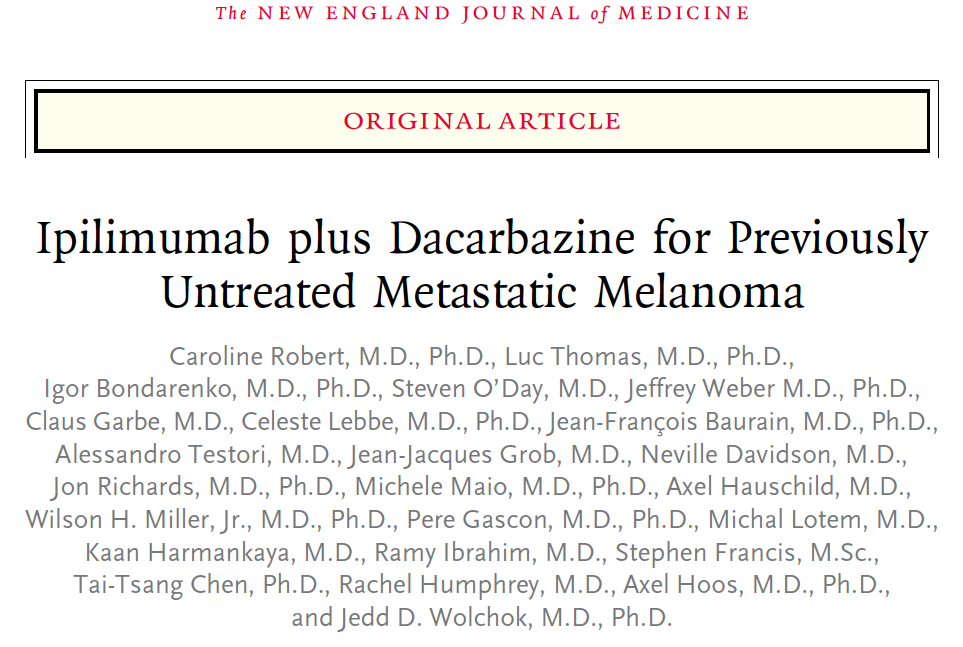 The NEW ENGLAND JOURNAL of MEDICINE
ORIGINAL ARTICLE
Ipilimumab plus Dacarbazine for Previously
Untreated Metastatic Melanoma
Caroline Robert, M.D., Ph.D., Luc Thomas, M.D., Ph.D.,
Igor Bondarenko, M.D., Ph.D., Steven O’Day, M.D., Jeffrey Weber M.D., Ph.D.,
Claus Garbe, M.D., Celeste Lebbe, M.D., Ph.D., Jean-François Baurain, M.D., Ph.D.,
Alessandro Testori, M.D., Jean-Jacques Grob, M.D., Neville Davidson, M.D.,
Jon Richards, M.D., Ph.D., Michele Maio, M.D., Ph.D., Axel Hauschild, M.D.,
Wilson H. Miller, Jr., M.D., Ph.D., Pere Gascon, M.D., Ph.D., Michal Lotem, M.D.,
Kaan Harmankaya, M.D., Ramy Ibrahim, M.D., Stephen Francis, M.Sc.,
Tai-Tsang Chen, Ph.D., Rachel Humphrey, M.D., Axel Hoos, M.D., Ph.D.,
and Jedd D. Wolchok, M.D., Ph.D.